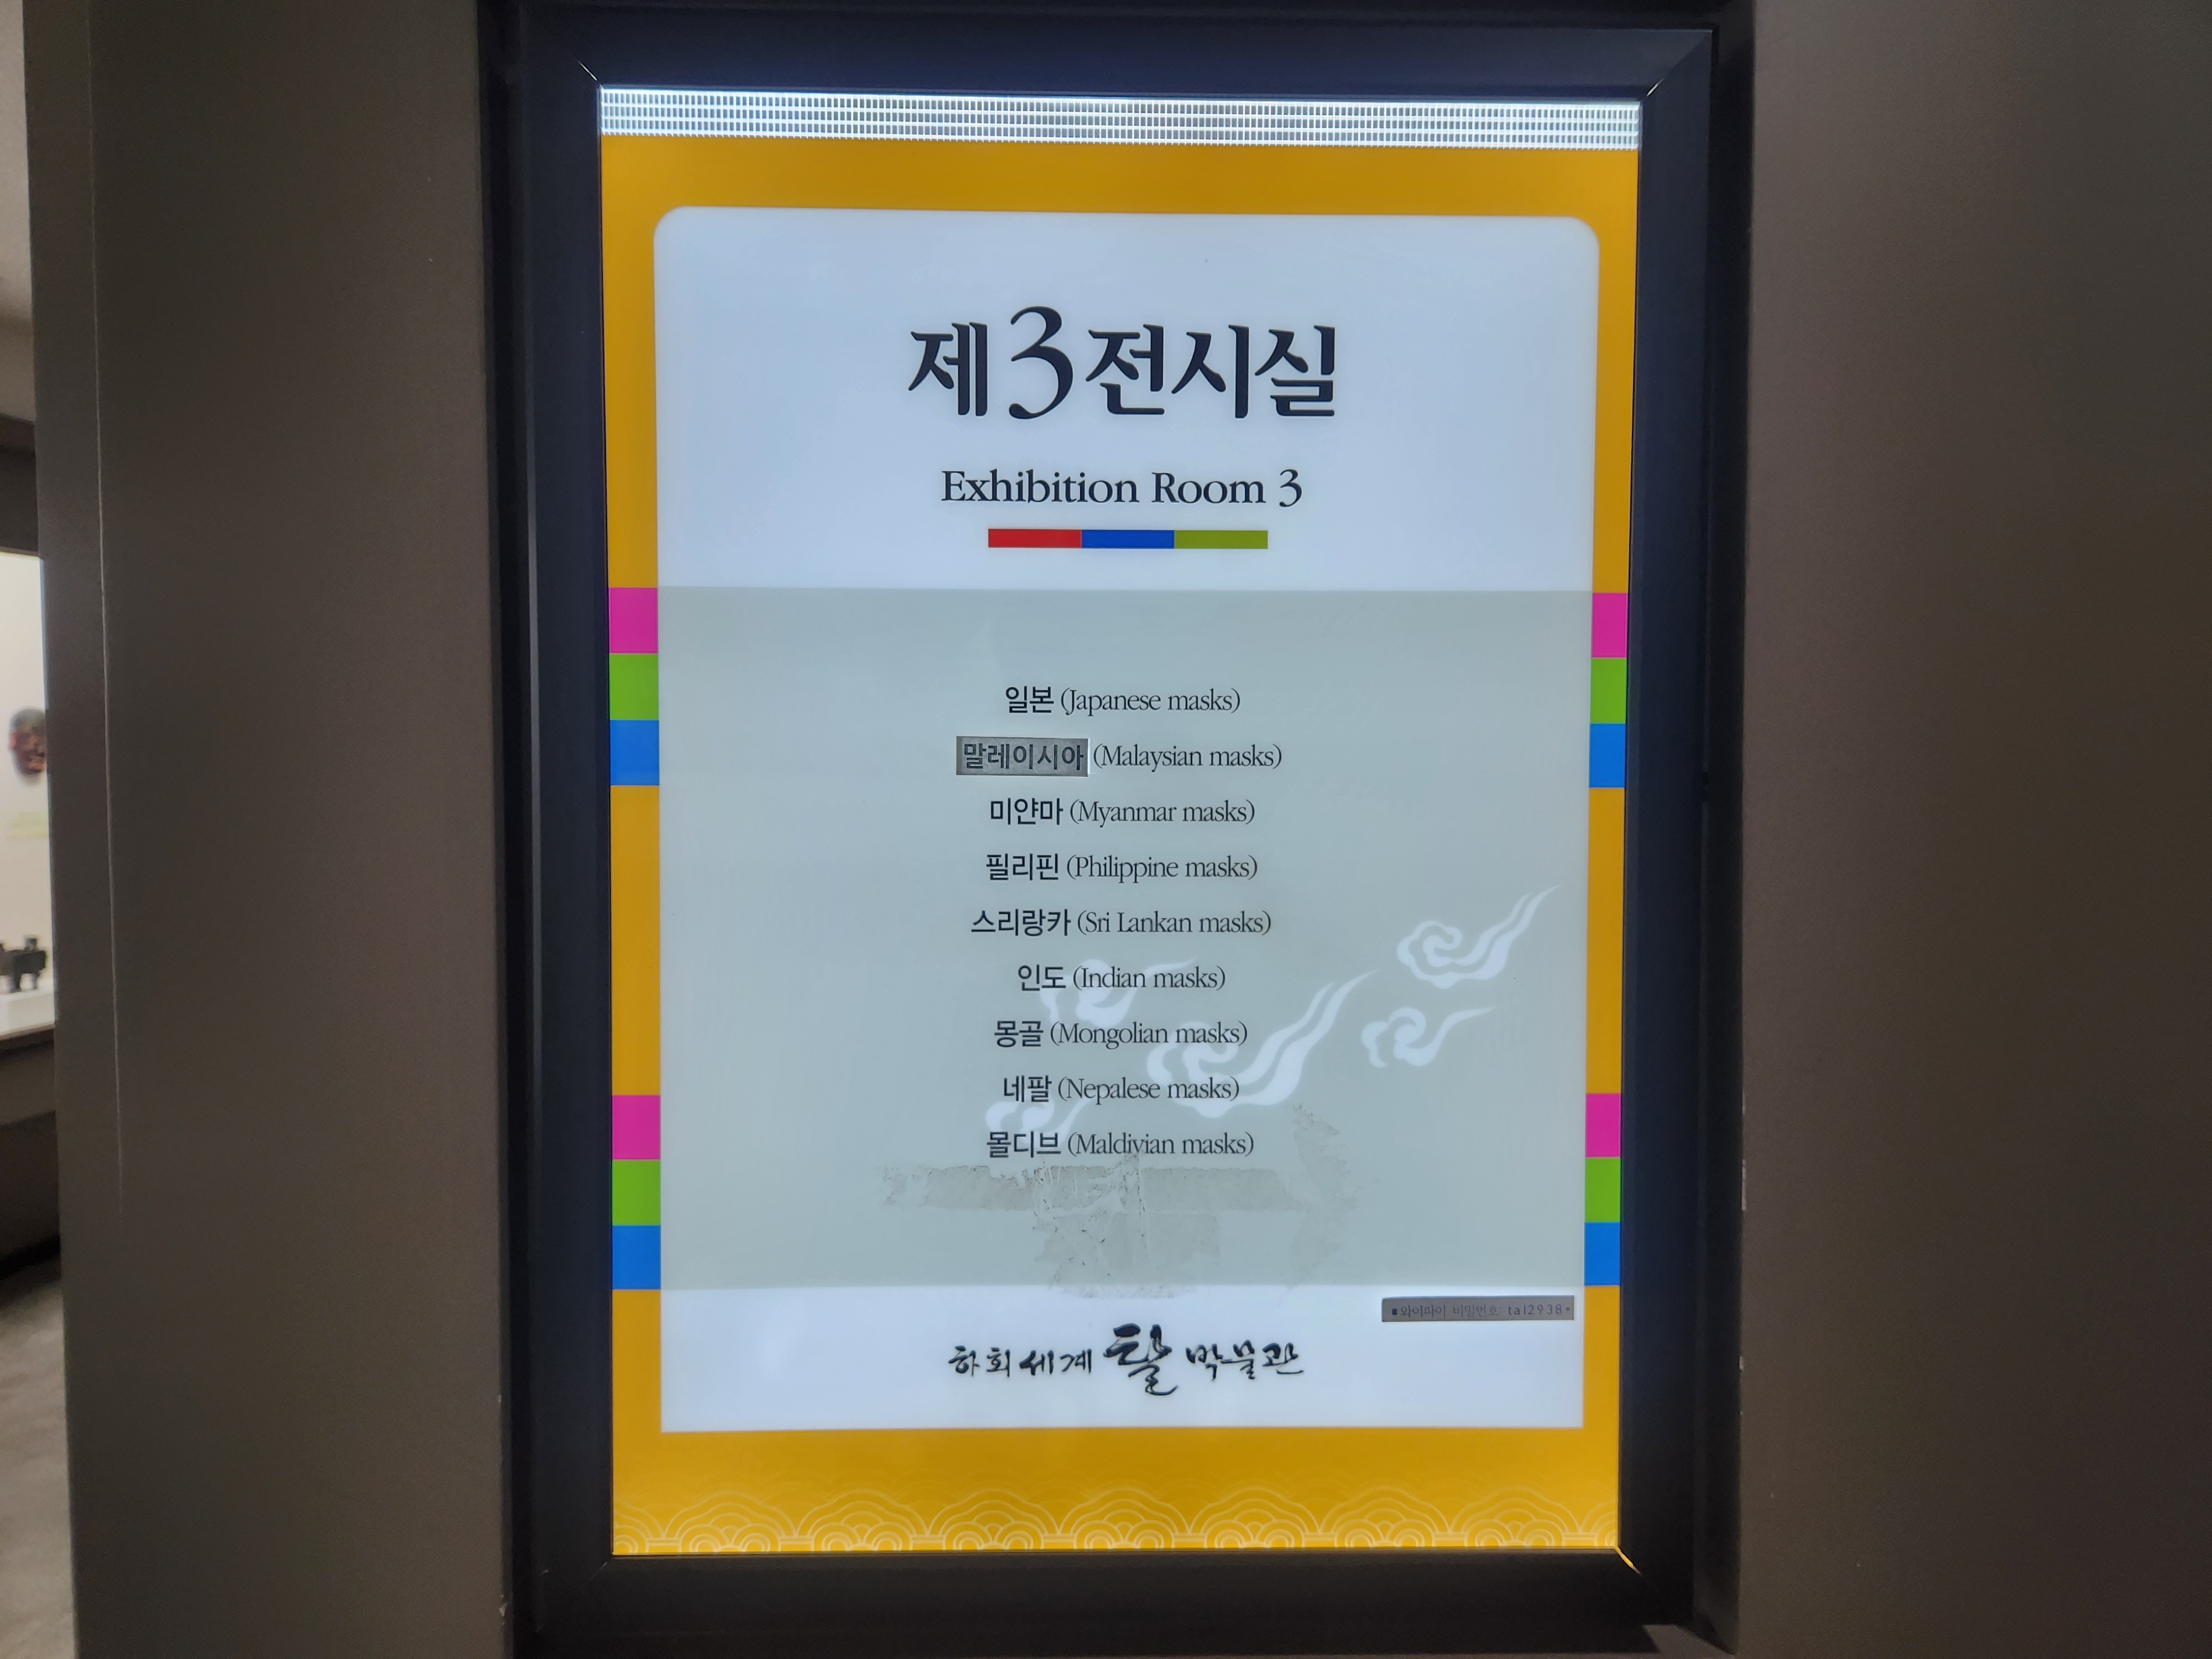 제3전시실
Exhibition Room 3
일본 (Japanese masks)
말레이시아 (Malaysian masks)
미얀마 (Myanmar masks)
필리핀 (Philippine masks)
스리랑카 (Sri Lankan masks)
인도 (Indian masks)
몽골 (Mongolian masks)
네팔 (Nepalese masks)
몰디브 (Maldivian masks)
■와이파이 비밀번호: tal2938*
하회세계탈박물관